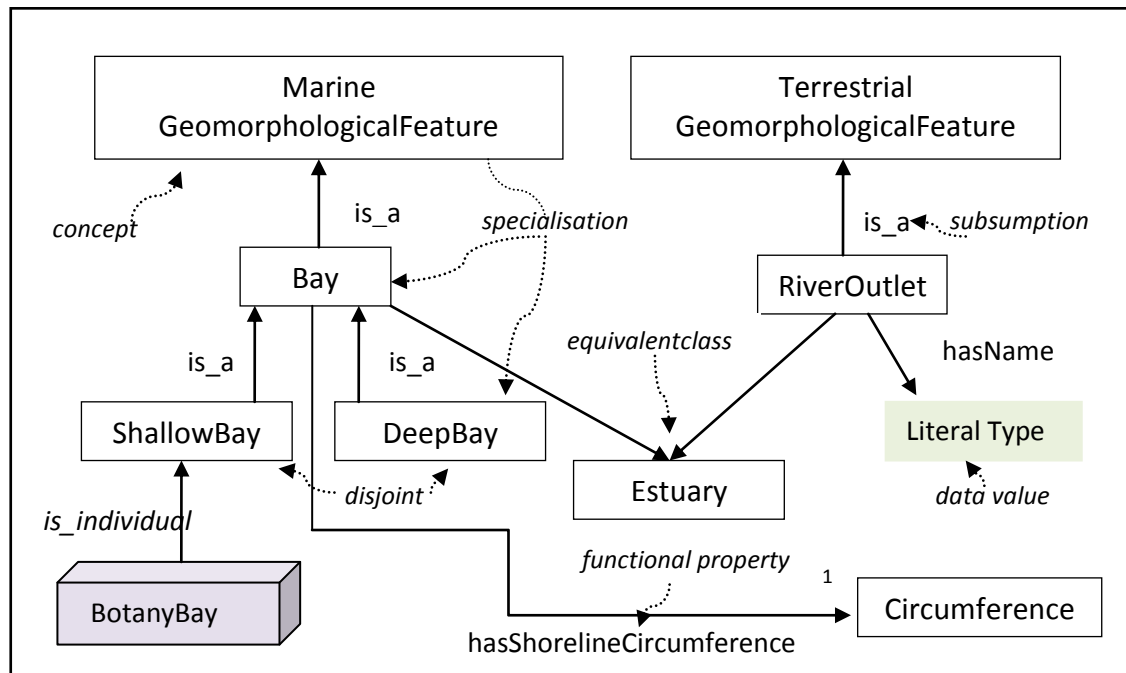 Marine
GeomorphologicalFeature
Terrestrial
GeomorphologicalFeature
concept
is_a
specialisation
is_a
subsumption
Bay
RiverOutlet
equivalentclass
hasName
is_a
is_a
ShallowBay
DeepBay
Literal Type
Estuary
disjoint
data value
is_individual
functional property
1
BotanyBay
Circumference
hasShorelineCircumference